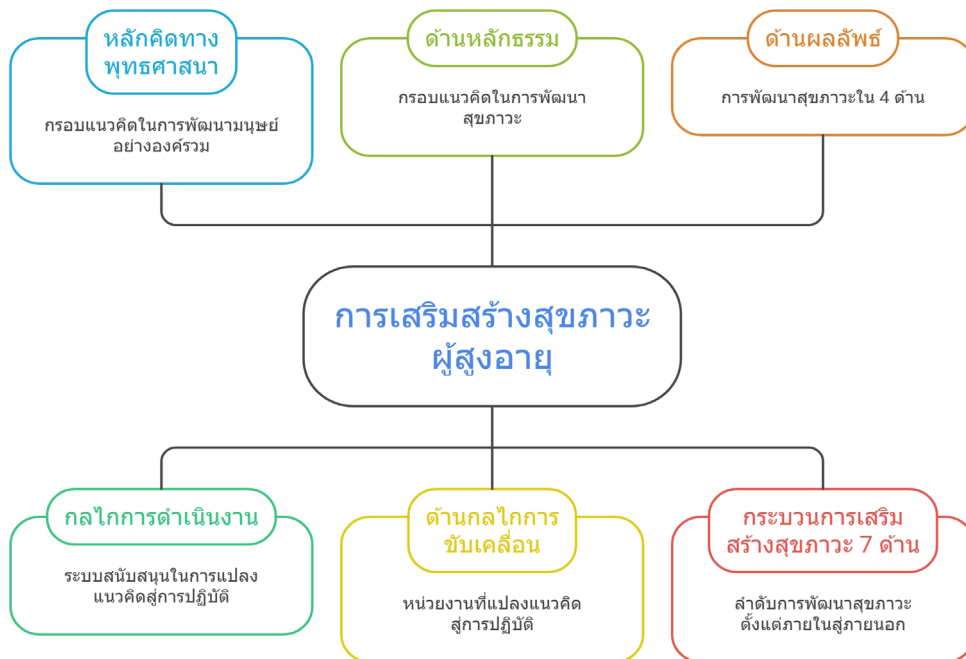 หลักคิดทาง
พุทธศาสนา
กรอบแนวคิดในการพัฒนามนุษย์
อย่างองค์รวม
ด้านหลักธรรม
กรอบแนวคิดในการพัฒนา
สุขภาวะ
ด้านผลลัพธ์
การพัฒนาสุขภาวะใน 4 ด้าน
การเสริมสร้างสุขภาวะ
ผู้สูงอายุ
กลไกการดำเนินงาน
ระบบสนับสนุนในการแปลง
แนวคิดสู่การปฏิบัติ
ด้านกลไกการ
ขับเคลื่อน
หน่วยงานที่แปลงแนวคิด
สู่การปฏิบัติ
กระบวนการเสริม
สร้างสุขภาวะ 7 ด้าน
ลำดับการพัฒนาสุขภาวะ
ตั้งแต่ภายในสู่ภายนอก